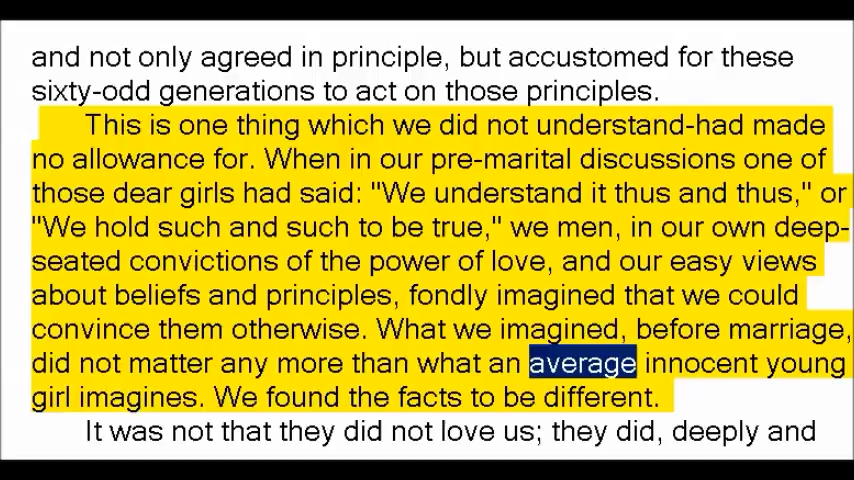 and not only agreed in principle, but accustomed for these
sixty-odd generations to act on those principles.
This is one thing which we did not understand-had made
no allowance for. When in our pre-marital discussions one of
those dear girls had said: "We understand it thus and thus," or
"We hold such and such to be true," we men, in our own deep-
seated convictions of the power of love, and our easy views
about beliefs and principles, fondly imagined that we could
convince them otherwise. What we imagined, before marriage,
did not matter any more than what an average innocent young
girl imagines. We found the facts to be different.
It was not that they did not love us; they did, deeply and